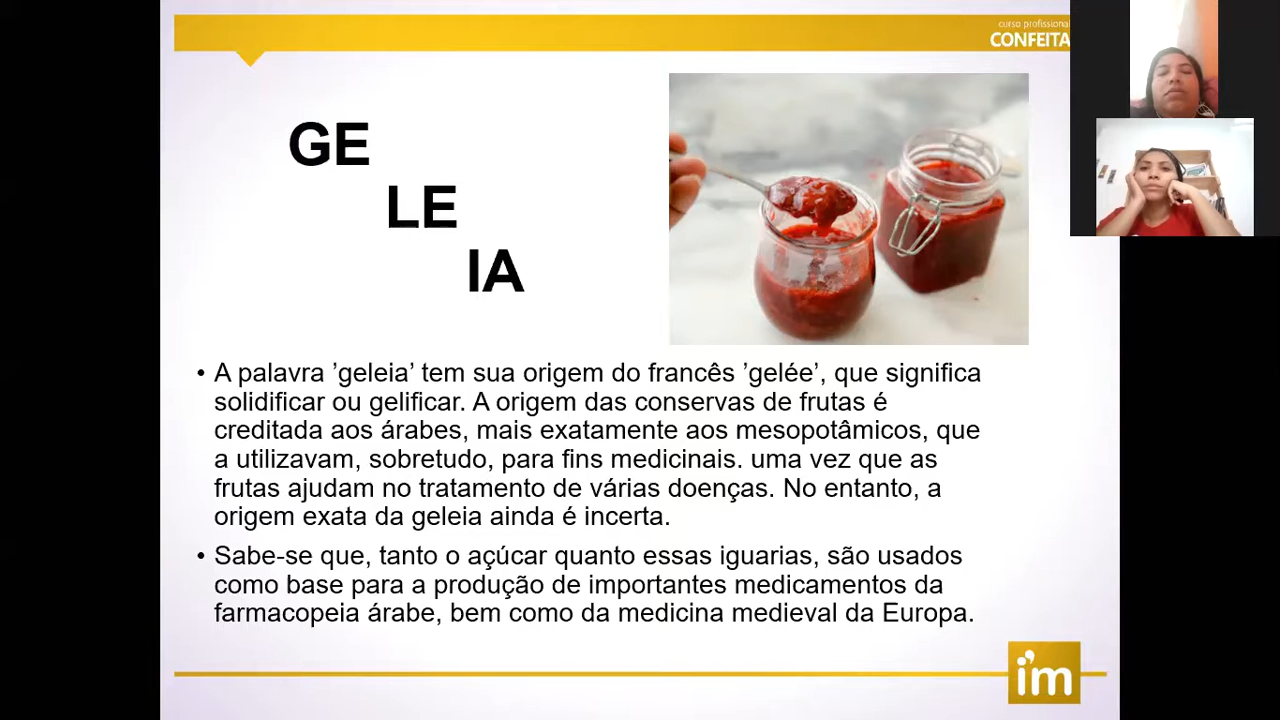 curso profissional
CONFEITA
GE
LE
IA
• A palavra ’geleia’ tem sua origem do francês ’gelée’, que significa
solidificar ou gelificar. A origem das conservas de frutas é
creditada aos árabes, mais exatamente aos mesopotâmicos, que
a utilizavam, sobretudo, para fins medicinais. uma vez que as
frutas ajudam no tratamento de várias doenças. No entanto, a
origem exata da geleia ainda é incerta.
• Sabe-se que, tanto o açúcar quanto essas iguarias, são usados
como base para a produção de importantes medicamentos da
farmacopeia árabe, bem como da medicina medieval da Europa.
i'm